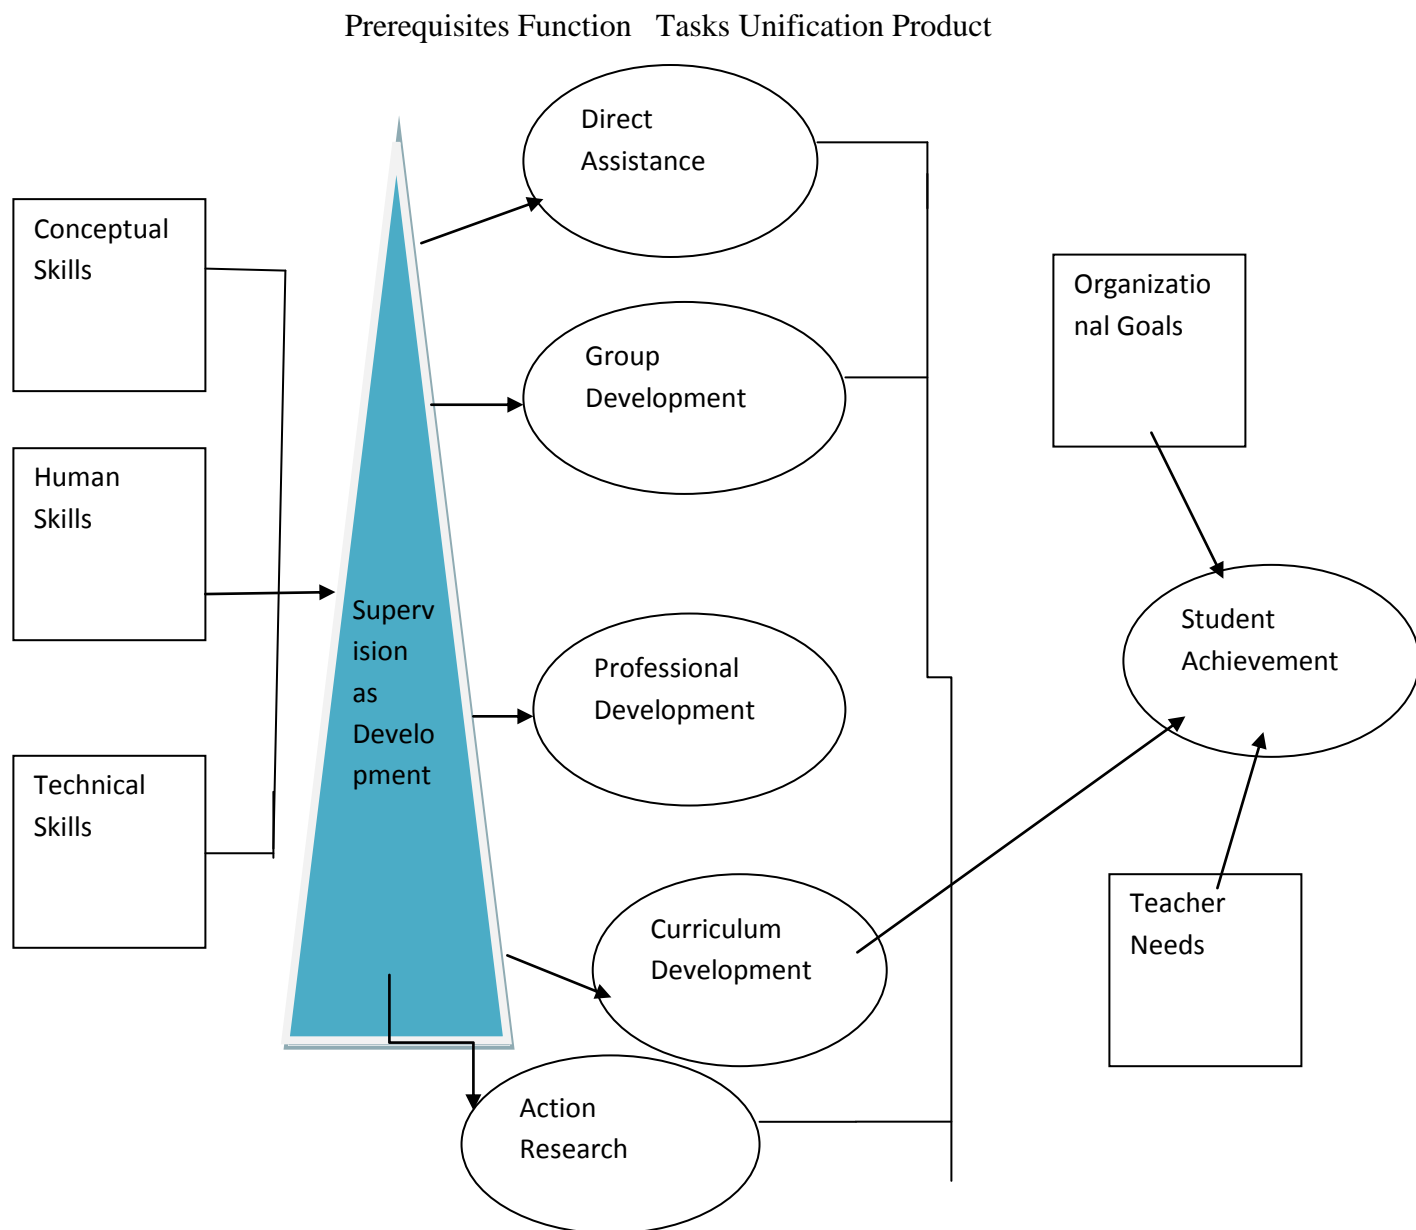 Prerequisites Function   Tasks Unification Product
Direct
Assistance
Conceptual
Skills
Organizatio
nal Goals
Group
Development
Human
Skills
Superv
ision
as
Develo
pment
Student
Achievement
Professional
Development
Technical
Skills
Curriculum
Development
Teacher
Needs
Action
Research